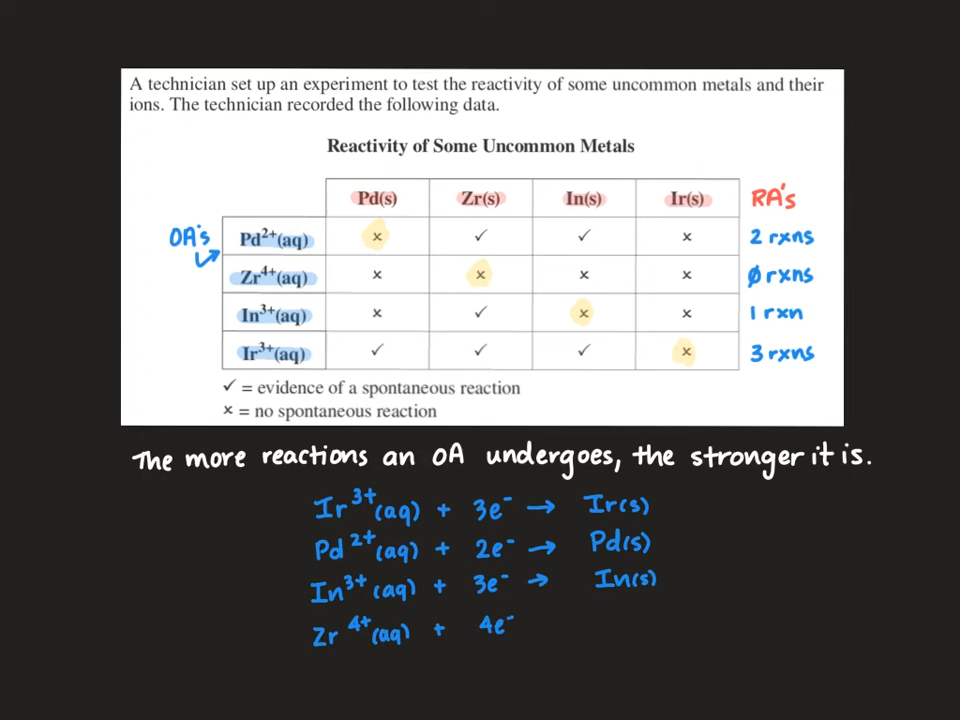 A technician set up an experiment to test the reactivity of some uncommon metals and their
ions. The technician recorded the following data.
Reactivity of Some Uncommon Metals
Pd(s) Zr(s) In(s) Ir(s) RA's
OA's Pd²⁺(aq) × ✓ ✓ × 2 rxns
Zr⁴⁺(aq) × × × × 0 rxns
In³⁺(aq) × ✓ × × 1 rxn
Ir³⁺(aq) ✓ ✓ ✓ × 3 rxns
✓ = evidence of a spontaneous reaction
× = no spontaneous reaction
The more reactions an OA undergoes, the stronger it is.
Ir³⁺(aq) + 3e⁻ → Ir(s)
Pd²⁺(aq) + 2e⁻ → Pd(s)
In³⁺(aq) + 3e⁻ → In(s)
Zr⁴⁺(aq) + 4e⁻